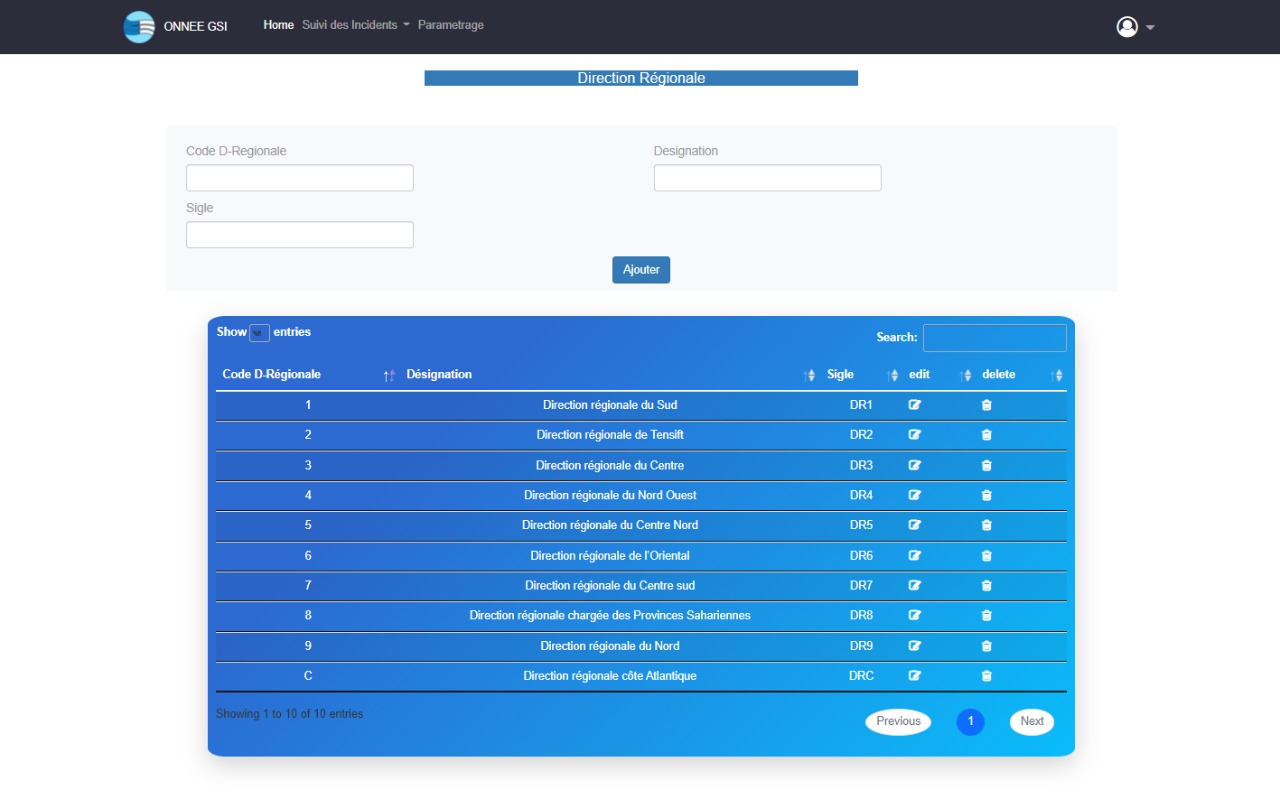 ONNEE GSI Home Suivi des Incidents Parametrage
Direction Régionale
Code D-Regionale Designation
Sigle
Ajouter
Show entries Search:
Code D-Régionale Désignation Sigle edit delete
1 Direction régionale du Sud DR1
2 Direction régionale de Tensift DR2
3 Direction régionale du Centre DR3
4 Direction régionale du Nord Ouest DR4
5 Direction régionale du Centre Nord DR5
6 Direction régionale de l'Oriental DR6
7 Direction régionale du Centre sud DR7
8 Direction régionale chargée des Provinces Sahariennes DR8
9 Direction régionale du Nord DR9
C Direction régionale côte Atlantique DRC
Showing 1 to 10 of 10 entries Previous 1 Next